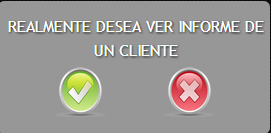 REALMENTE DESEA VER INFORME DE
UN CLIENTE